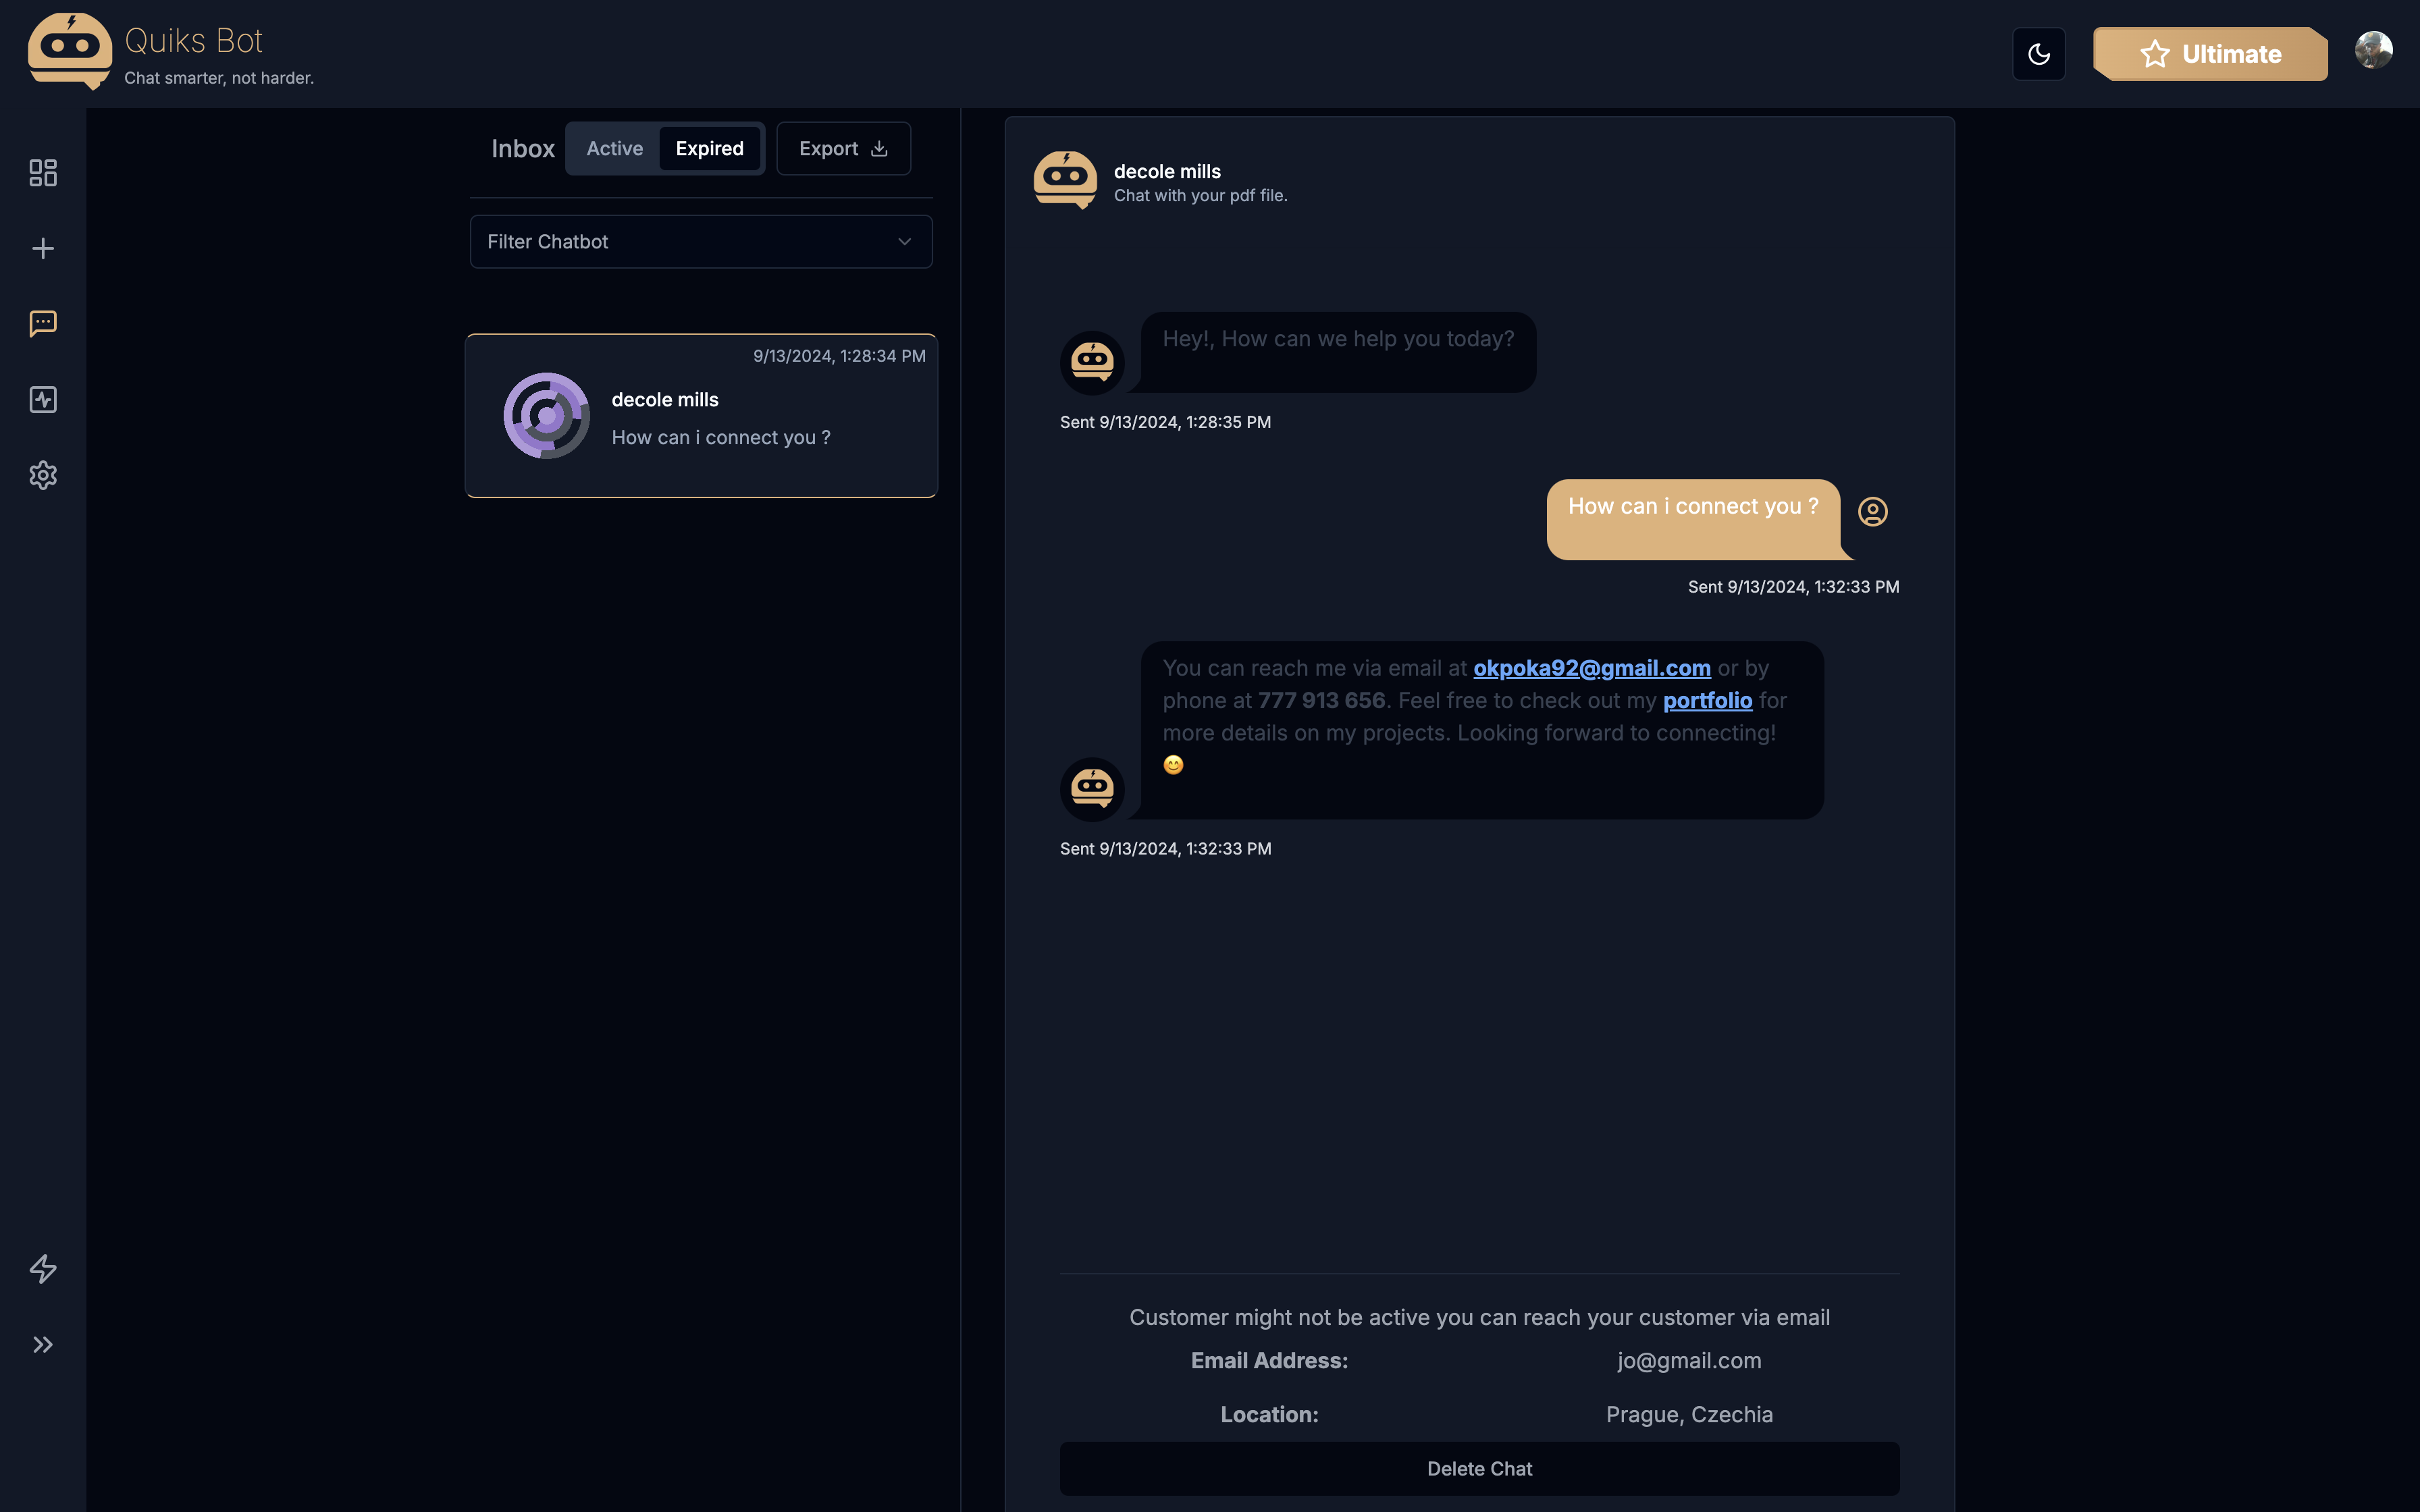 Quiks Bot
Chat smarter, not harder.
Ultimate
Inbox
Active
Expired
Export
Filter Chatbot
9/13/2024, 1:28:34 PM
decole mills
How can i connect you ?
decole mills
Chat with your pdf file.
Hey!, How can we help you today?
Sent 9/13/2024, 1:28:35 PM
How can i connect you ?
Sent 9/13/2024, 1:32:33 PM
You can reach me via email at okpoka92@gmail.com or by
phone at 777 913 656. Feel free to check out my portfolio for
more details on my projects. Looking forward to connecting!
😊
Sent 9/13/2024, 1:32:33 PM
Customer might not be active you can reach your customer via email
Email Address: jo@gmail.com
Location: Prague, Czechia
Delete Chat